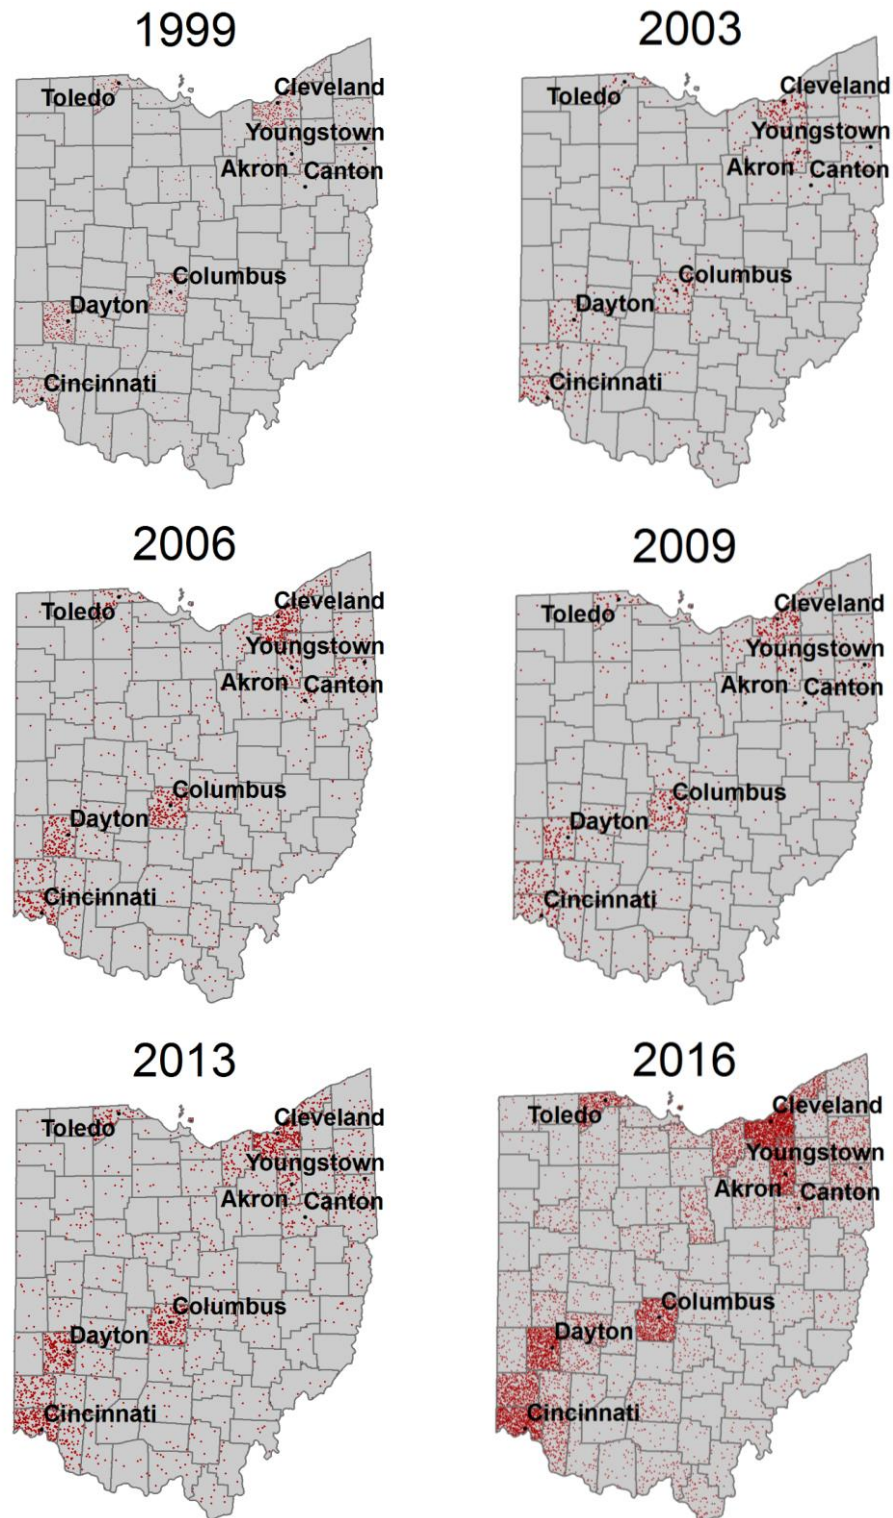 1999
Toledo
Cleveland
Youngstown
Akron
Canton
Columbus
Dayton
Cincinnati
2003
Toledo
Cleveland
Youngstown
Akron
Canton
Columbus
Dayton
Cincinnati
2006
Toledo
Cleveland
Youngstown
Akron
Canton
Columbus
Dayton
Cincinnati
2009
Toledo
Cleveland
Youngstown
Akron
Canton
Columbus
Dayton
Cincinnati
2013
Toledo
Cleveland
Youngstown
Akron
Canton
Columbus
Dayton
Cincinnati
2016
Toledo
Cleveland
Youngstown
Akron
Canton
Columbus
Dayton
Cincinnati